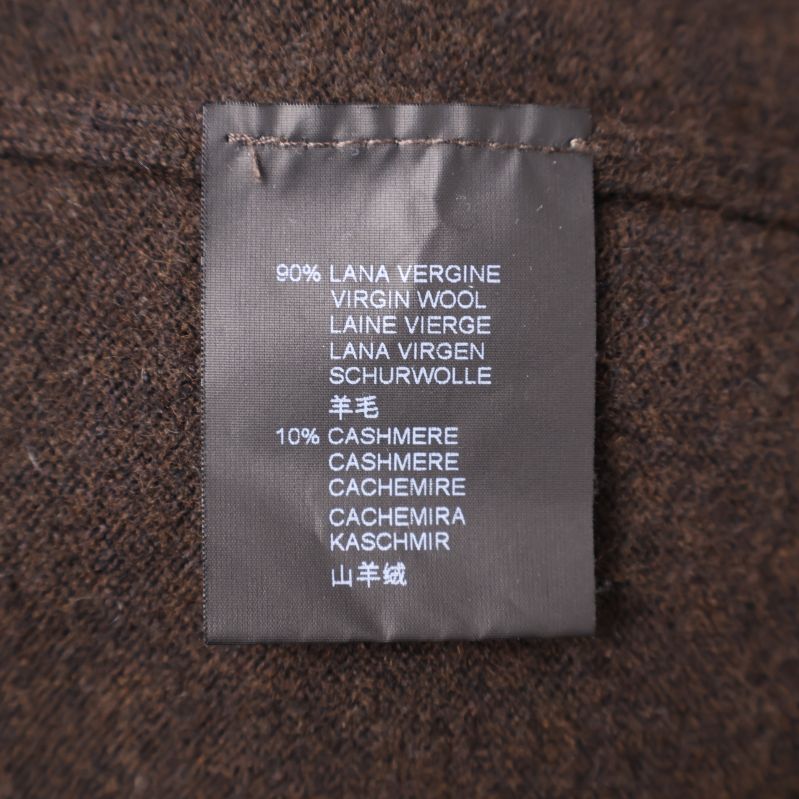 90% LANA VERGINE
VIRGIN WOOL
LAINE VIERGE
LANA VIRGEN
SCHURWOLLE
羊毛
10% CASHMERE
CASHMERE
CACHEMIRE
CACHEMIRA
KASCHMIR
山羊绒